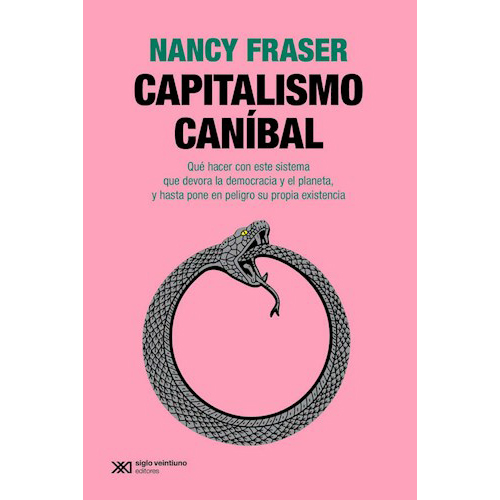 NANCY FRASER
CAPITALISMO
CANÍBAL
Qué hacer con este sistema
que devora la democracia y el planeta,
y hasta pone en peligro su propia existencia
siglo veintiuno
editores